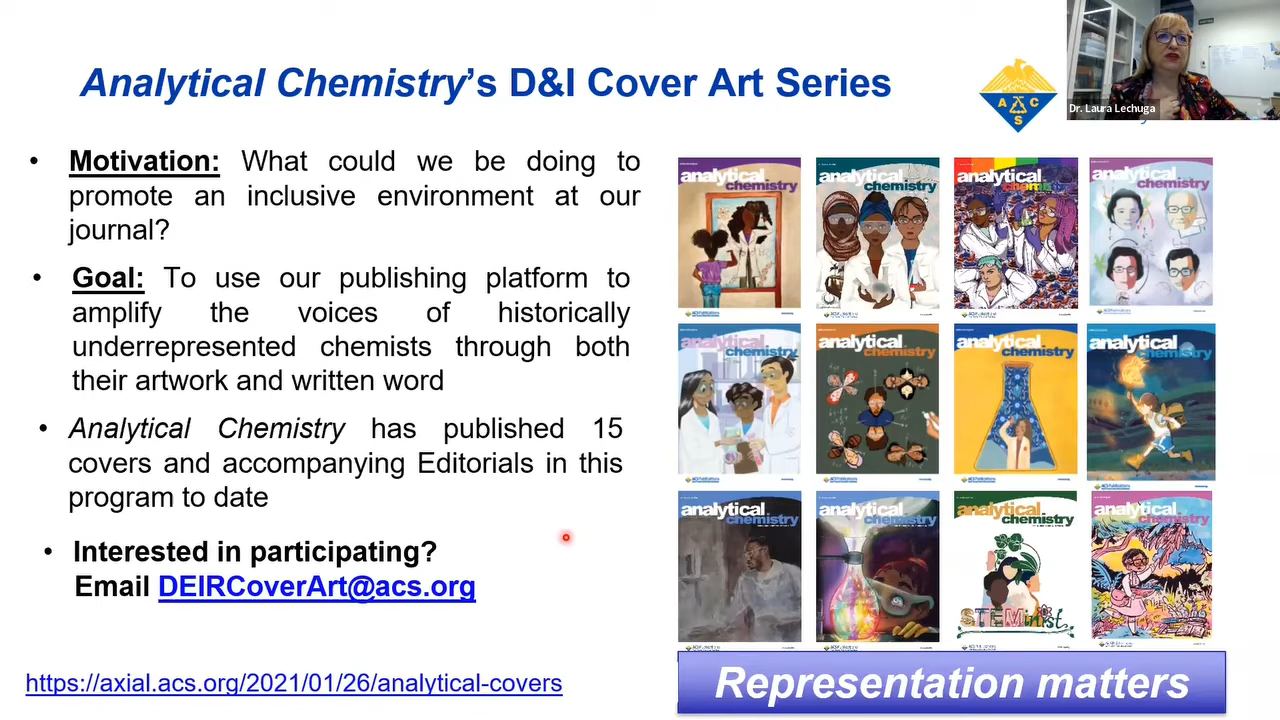 Analytical Chemistry's D&I Cover Art Series
A C S
Dr. Laura Lechuga
• Motivation: What could we be doing to
promote an inclusive environment at our
journal?
• Goal: To use our publishing platform to
amplify the voices of historically
underrepresented chemists through both
their artwork and written word
• Analytical Chemistry has published 15
covers and accompanying Editorials in this
program to date
• Interested in participating?
Email DEIRCoverArt@acs.org
https://axial.acs.org/2021/01/26/analytical-covers
analytical
chemistry
analytical
chemistry
analytical
chemistry
analytical
chemistry
analytical
chemistry
analytical
chemistry
analytical
chemistry
analytical
chemistry
analytical
chemistry
analytical
chemistry
analytical
chemistry
STEMinist
analytical
chemistry
Representation matters